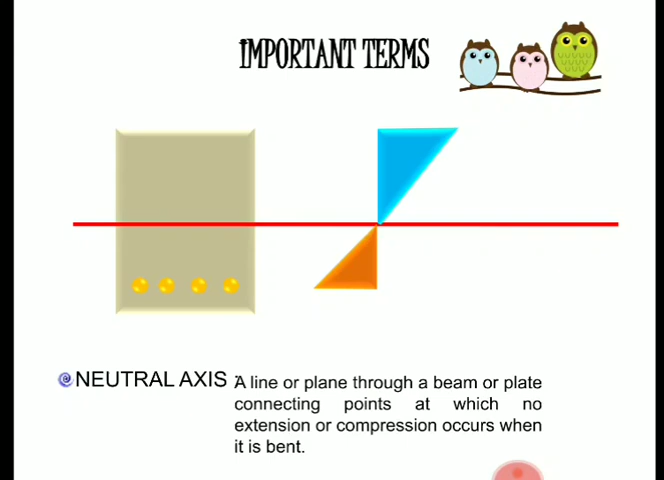 IMPORTANT TERMS
NEUTRAL AXIS
A line or plane through a beam or plate
connecting points at which no
extension or compression occurs when
it is bent.